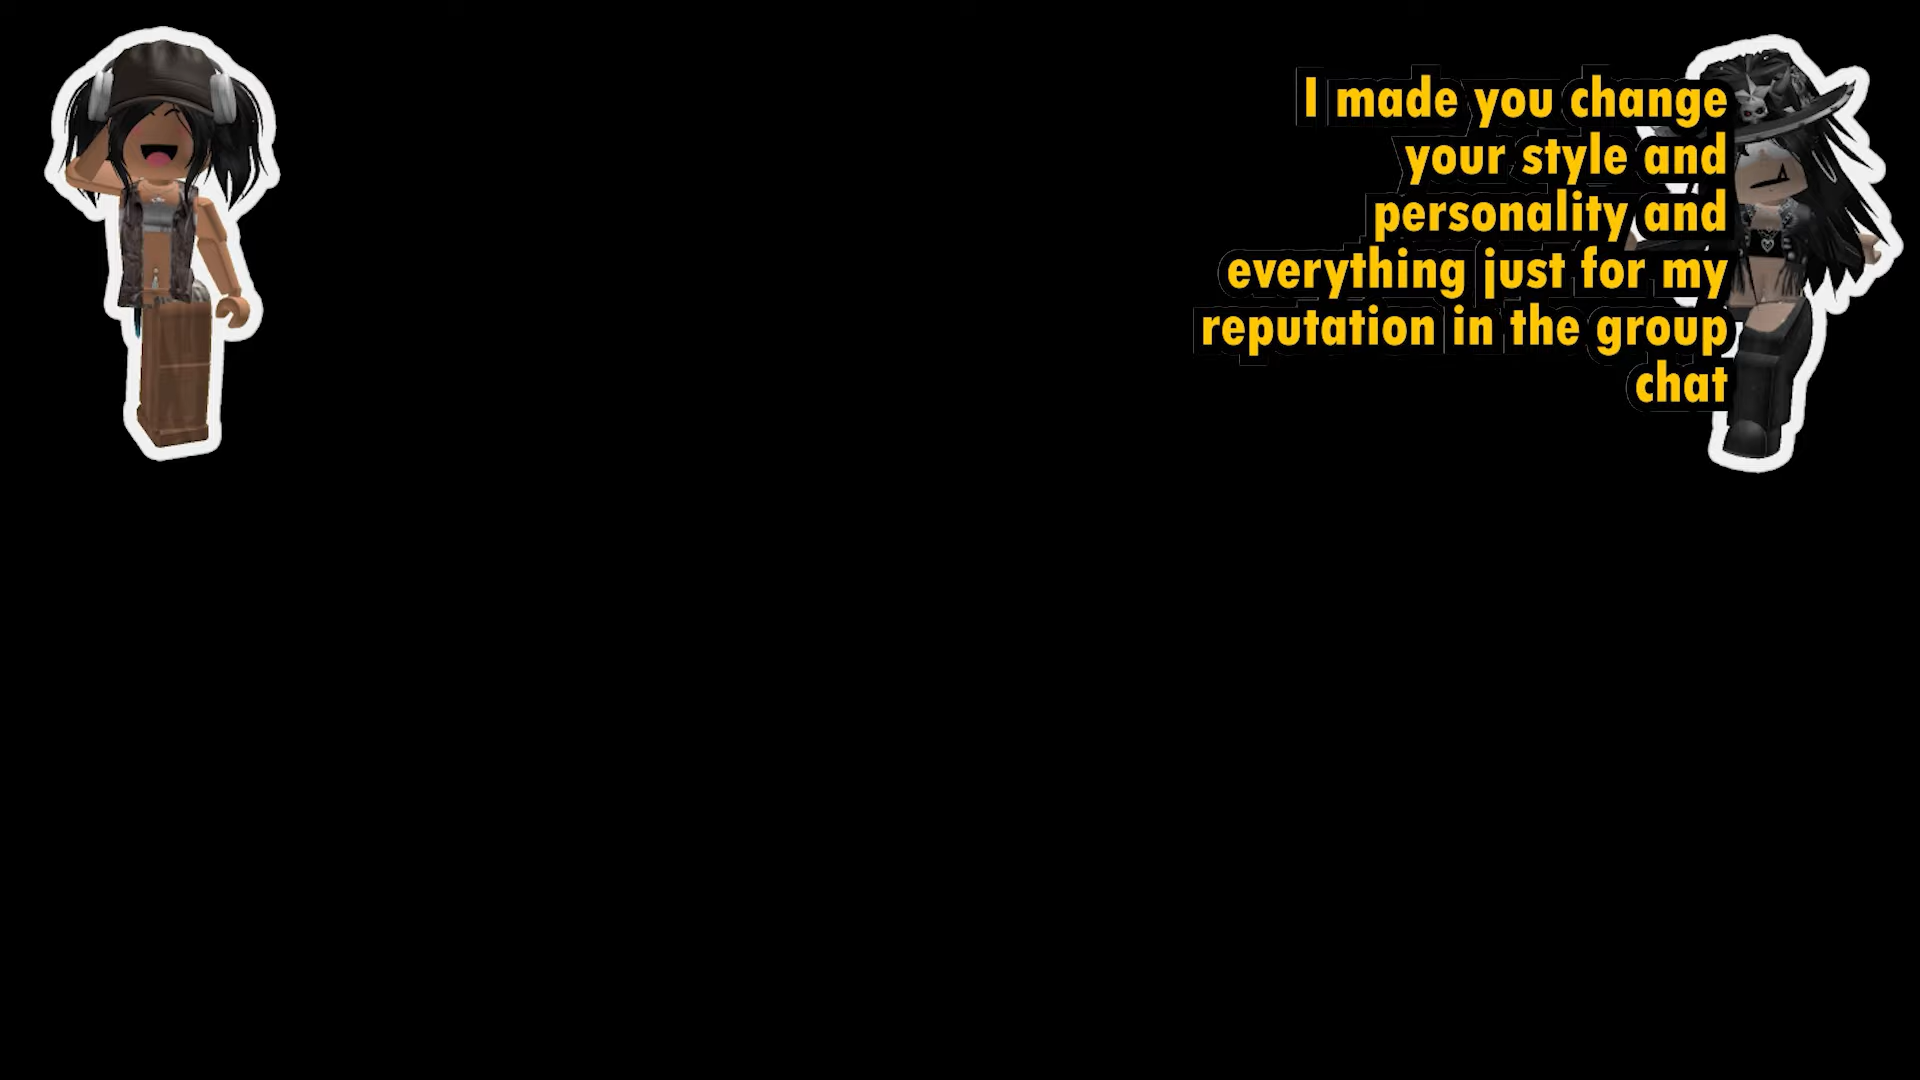 I made you change
your style and
personality and
everything just for my
reputation in the group
chat